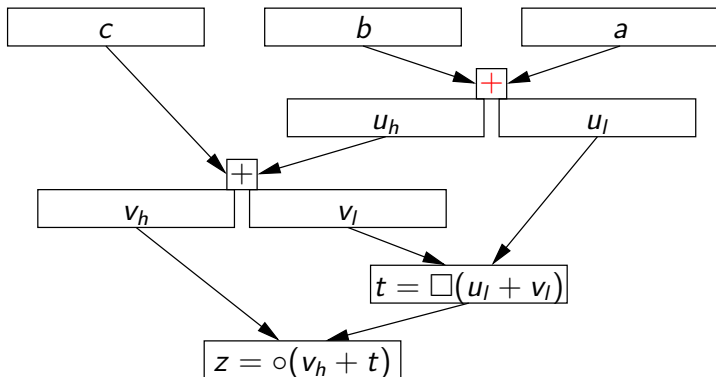 c b a
+
u_h u_l
+
v_h v_l
t = □(u_l + v_l)
z = ∘(v_h + t)